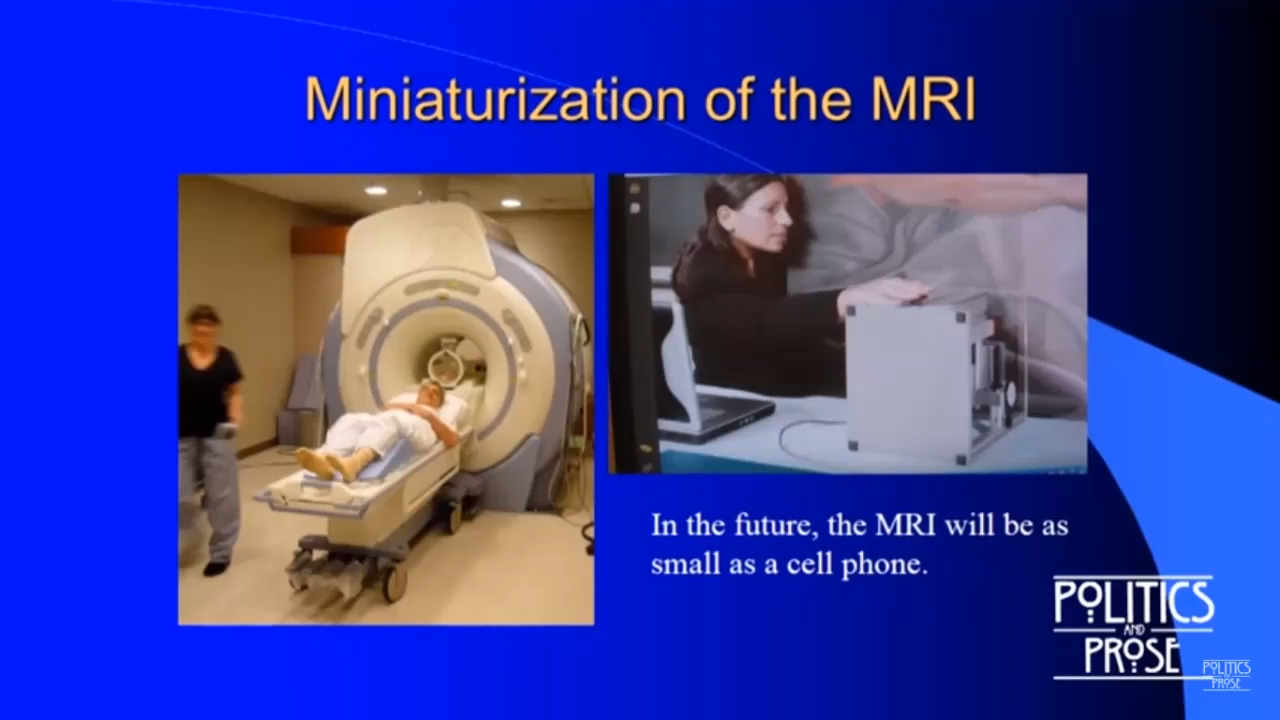 Miniaturization of the MRI
In the future, the MRI will be as
small as a cell phone.
POLITICS
AND
PROSE
POLITICS
PROSE